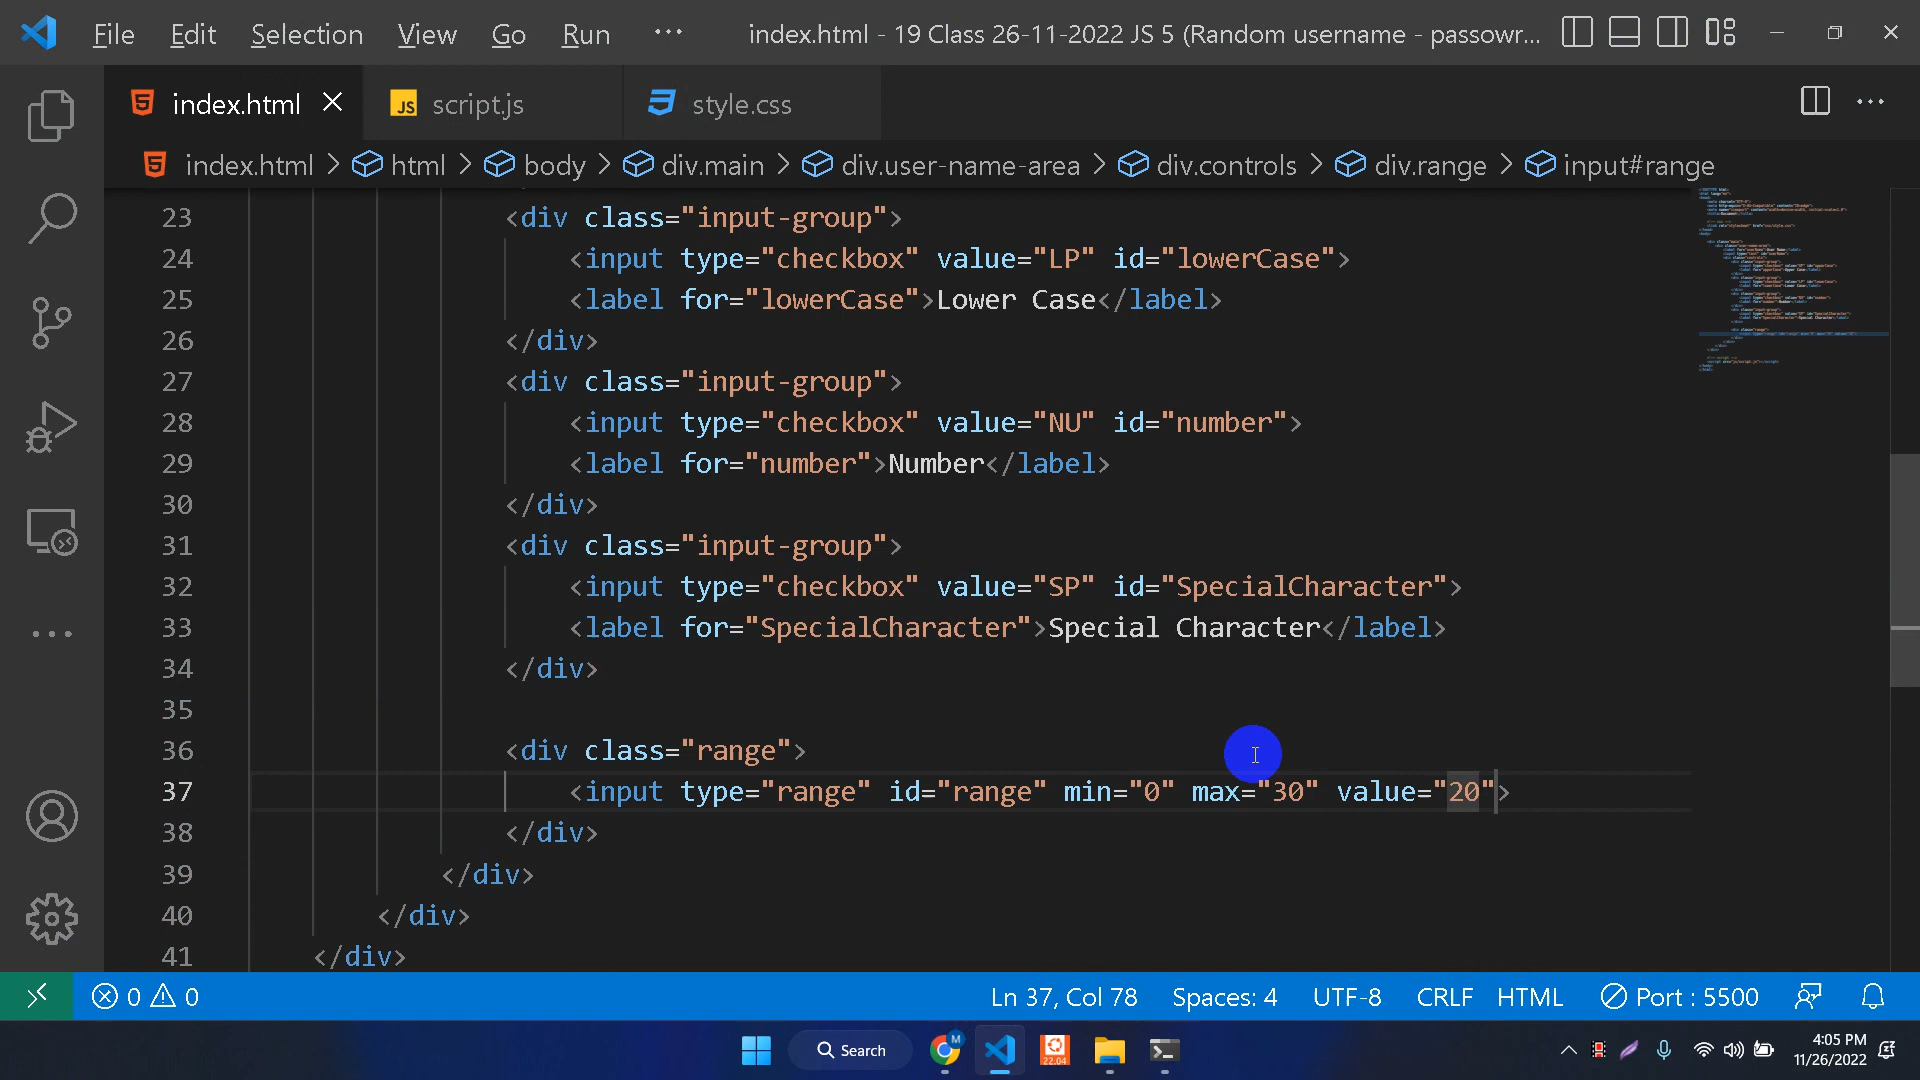 File Edit Selection View Go Run ··· index.html - 19 Class 26-11-2022 JS 5 (Random username - passowr...
index.html JS script.js style.css
index.html > html > body > div.main > div.user-name-area > div.controls > div.range > input#range
23 <div class="input-group">
24 <input type="checkbox" value="LP" id="lowerCase">
25 <label for="lowerCase">Lower Case</label>
26 </div>
27 <div class="input-group">
28 <input type="checkbox" value="NU" id="number">
29 <label for="number">Number</label>
30 </div>
31 <div class="input-group">
32 <input type="checkbox" value="SP" id="SpecialCharacter">
33 <label for="SpecialCharacter">Special Character</label>
34 </div>
35
36 <div class="range">
37 <input type="range" id="range" min="0" max="30" value="20">
38 </div>
39 </div>
40 </div>
41 </div>
0 0 Ln 37, Col 78 Spaces: 4 UTF-8 CRLF HTML Port : 5500
Search M 22.04 4:05 PM
11/26/2022